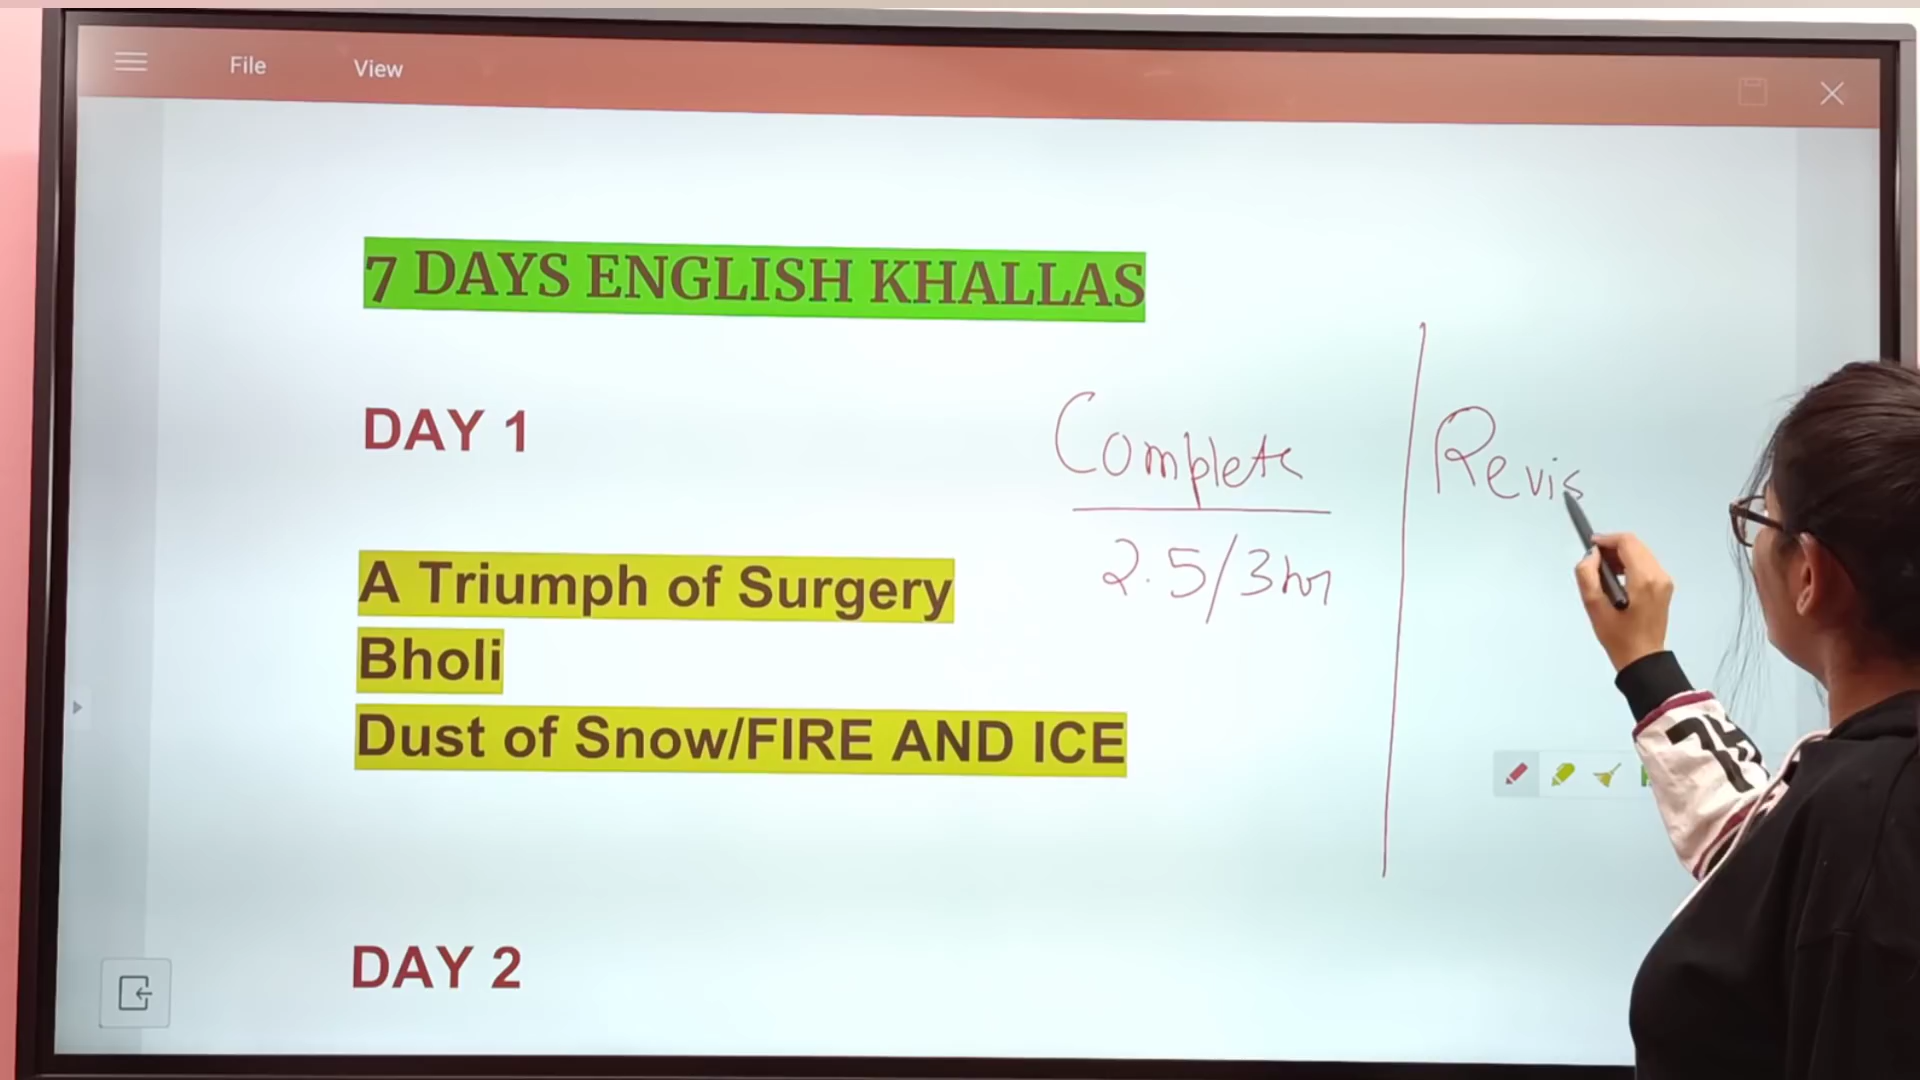 File View
7 DAYS ENGLISH KHALLAS
DAY 1
Complete
Revis
A Triumph of Surgery
2.5/3hr
Bholi
Dust of Snow/FIRE AND ICE
DAY 2